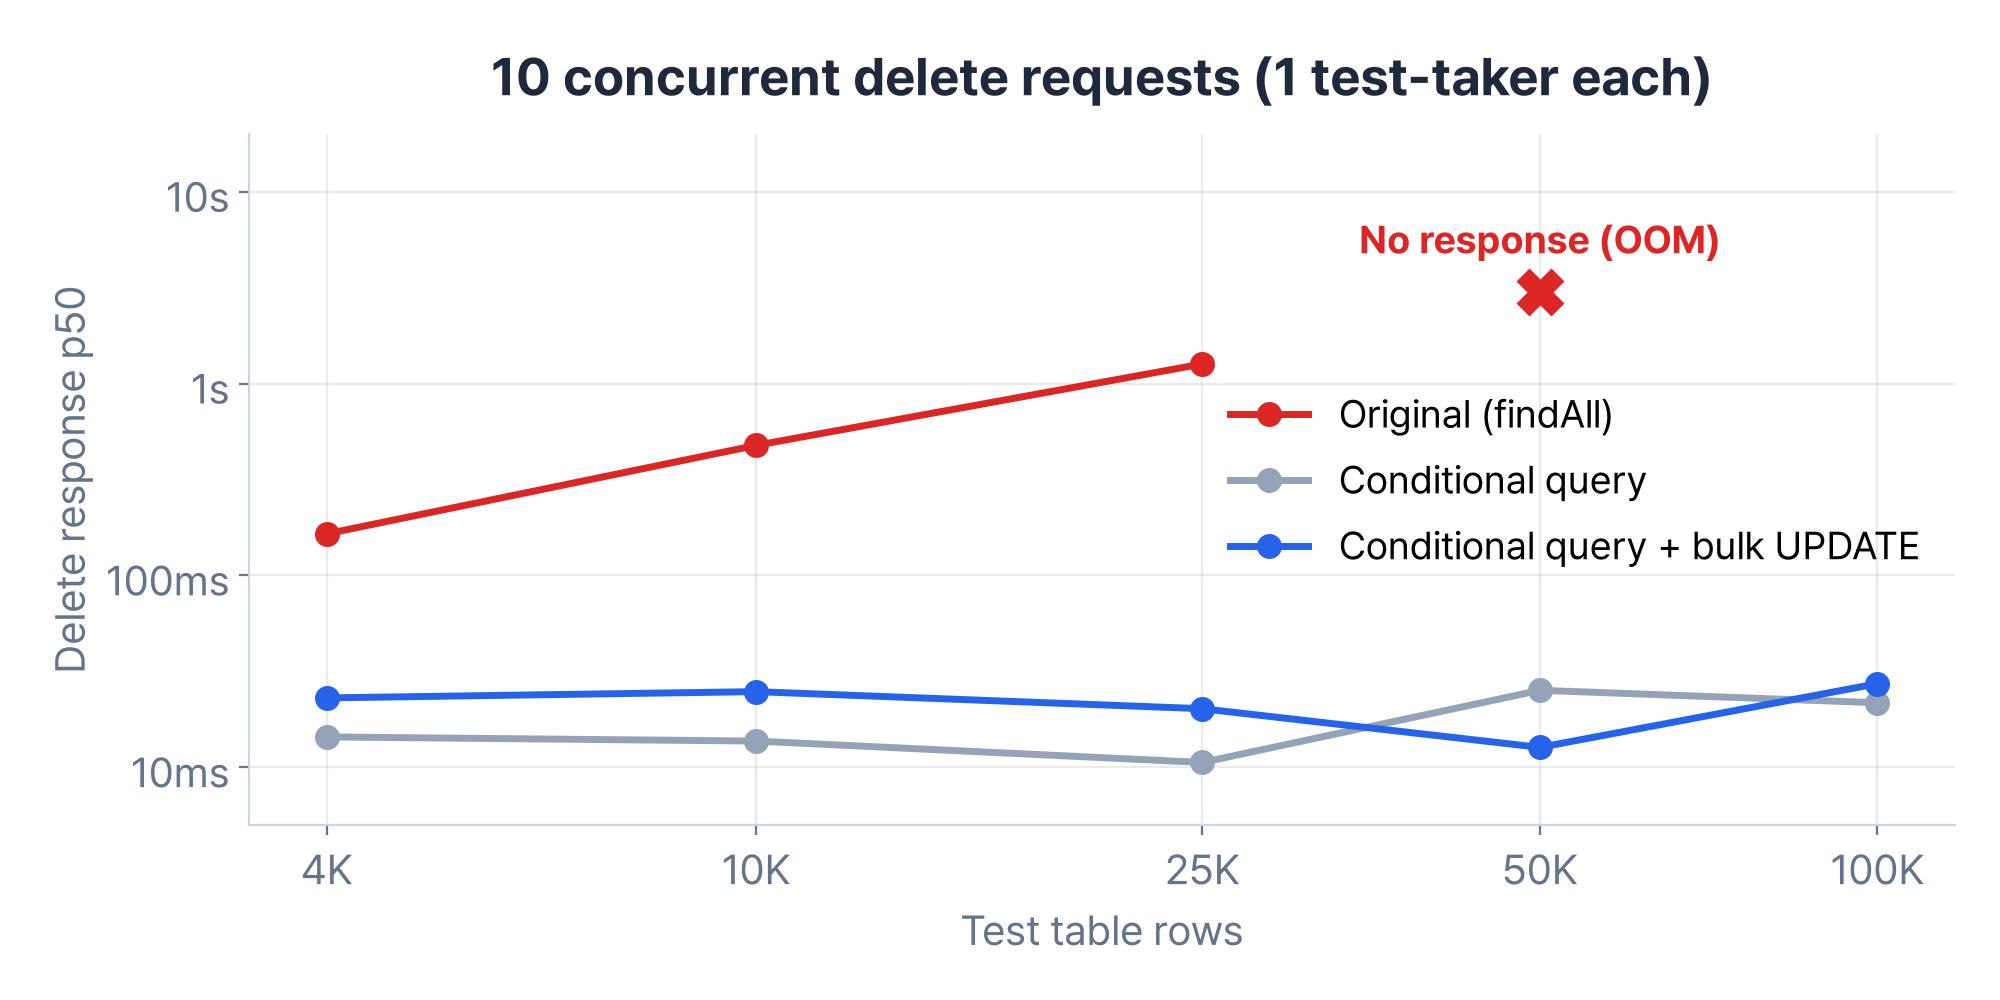 10 concurrent delete requests (1 test-taker each)
Delete response p50
10s
1s
100ms
10ms
No response (OOM)
Original (findAll)
Conditional query
Conditional query + bulk UPDATE
4K
10K
25K
50K
100K
Test table rows